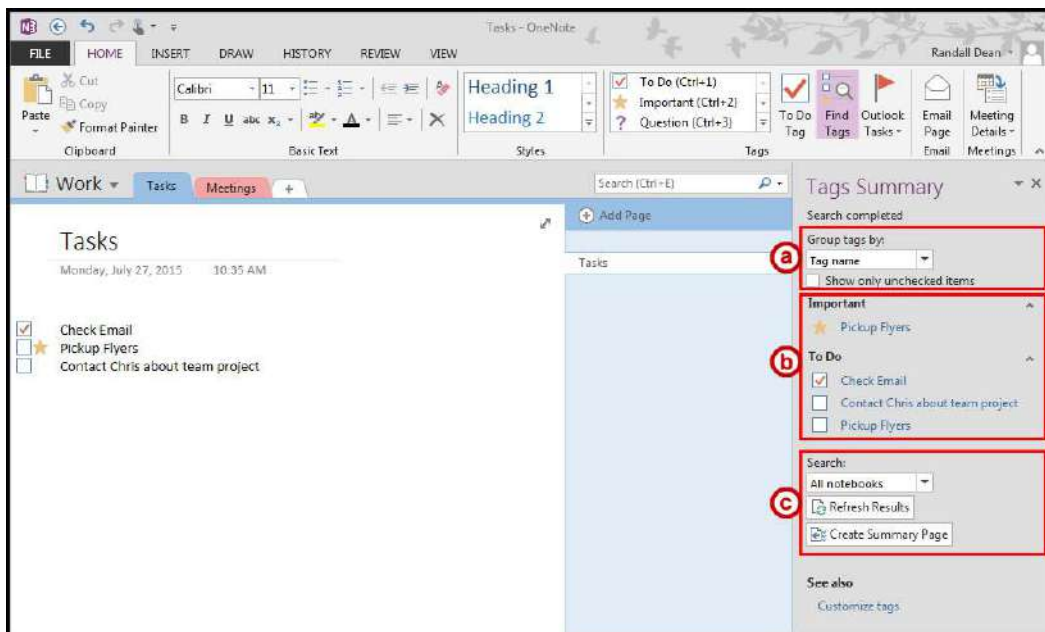 Tasks - OneNote
FILE HOME INSERT DRAW HISTORY REVIEW VIEW
Randall Dean
Paste
Cut
Copy
Format Painter
Clipboard
Calibri 11
B I U abc x₂ A
Basic Text
Heading 1
Heading 2
Styles
To Do (Ctrl+1)
Important (Ctrl+2)
? Question (Ctrl+3)
To Do Tag
Find Tags
Outlook Tasks
Tags
Email Page
Email
Meeting Details
Meetings
Work Tasks Meetings +
Search (Ctrl+E)
Add Page
Tasks
Tasks
Monday, July 27, 2015 10:35 AM
Check Email
Pickup Flyers
Contact Chris about team project
Tags Summary
Search completed
a
Group tags by:
Tag name
Show only unchecked items
b
Important
Pickup Flyers
To Do
Check Email
Contact Chris about team project
Pickup Flyers
c
Search:
All notebooks
Refresh Results
Create Summary Page
See also
Customize tags